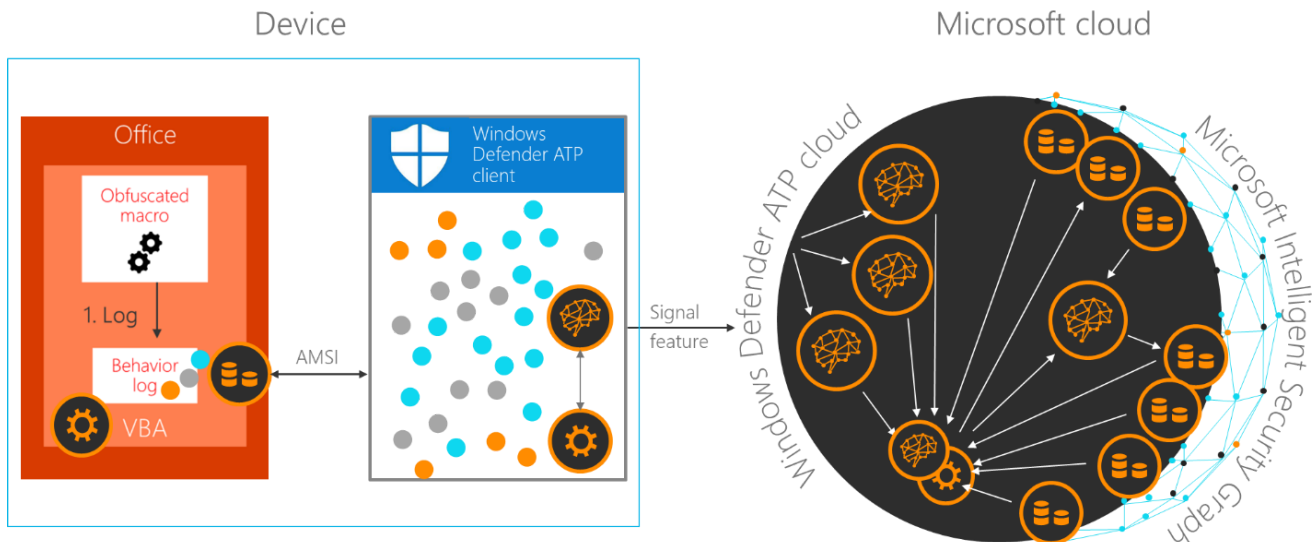 Device
Microsoft cloud
Office
Obfuscated
macro
1. Log
Behavior
log
VBA
AMSI
Windows
Defender ATP
client
Signal
feature
Windows Defender ATP cloud
Microsoft Intelligent Security Graph